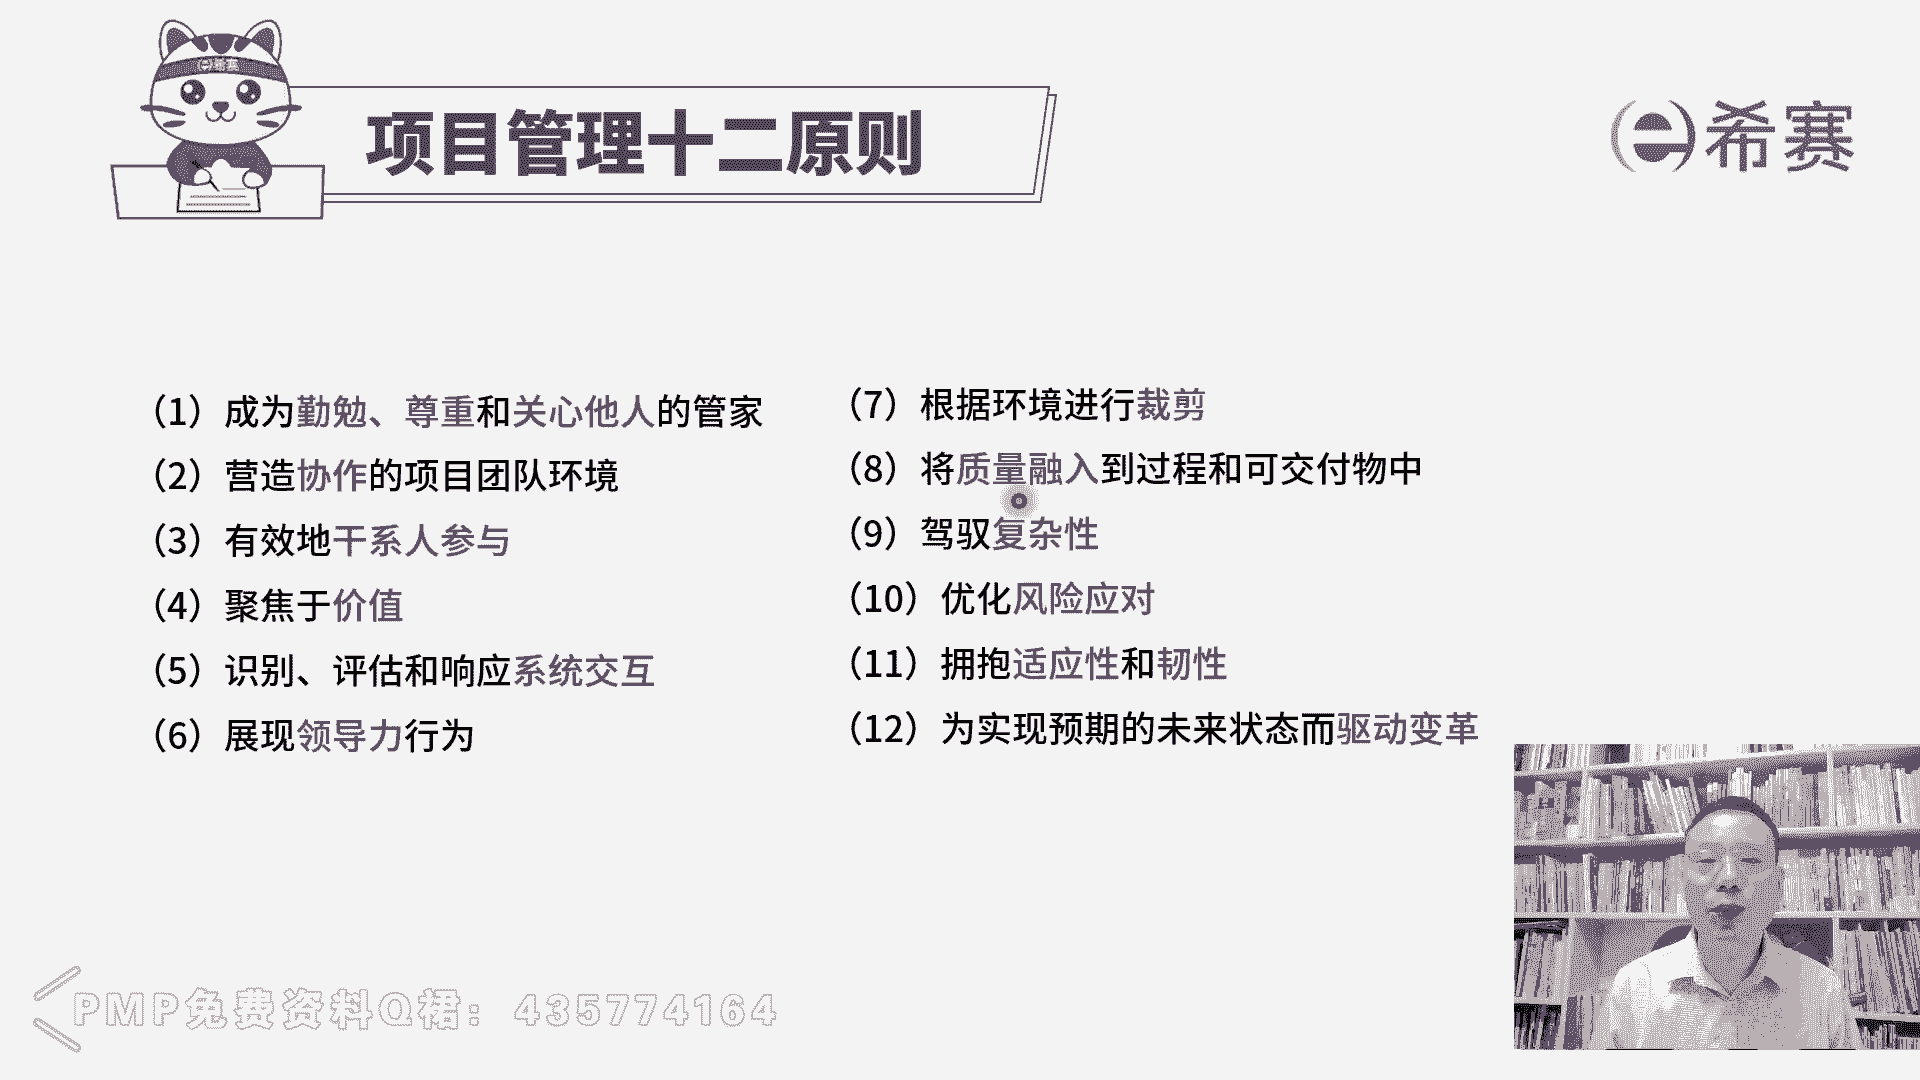 希赛
项目管理十二原则
希赛
（1）成为勤勉、尊重和关心他人的管家
（2）营造协作的项目团队环境
（3）有效地干系人参与
（4）聚焦于价值
（5）识别、评估和响应系统交互
（6）展现领导力行为
（7）根据环境进行裁剪
（8）将质量融入到过程和可交付物中
（9）驾驭复杂性
（10）优化风险应对
（11）拥抱适应性和韧性
（12）为实现预期的未来状态而驱动变革
PMP免费资料Q裙：435774164